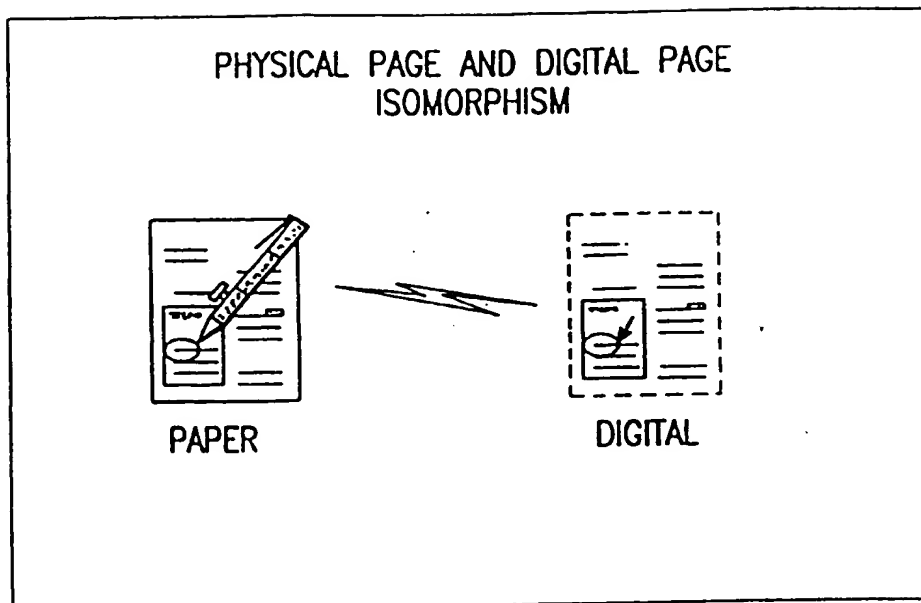 PHYSICAL PAGE AND DIGITAL PAGE
ISOMORPHISM
PAPER
DIGITAL